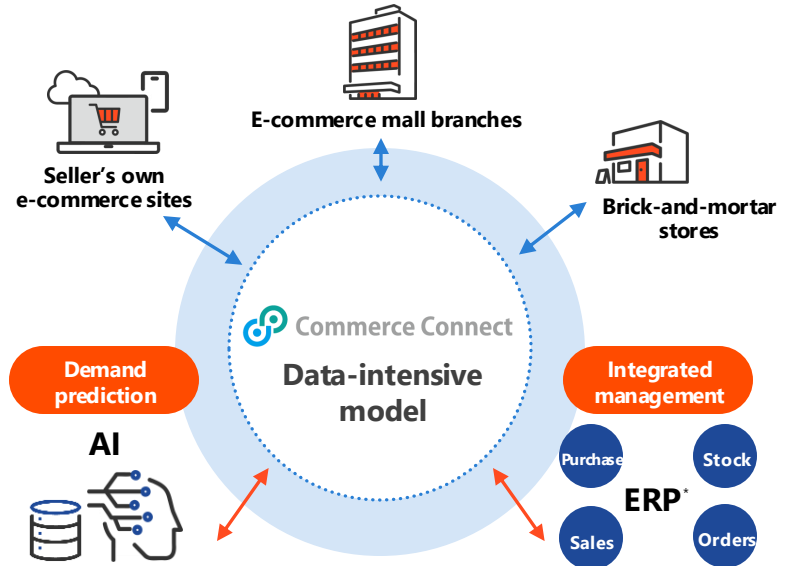 E-commerce mall branches
Seller's own
e-commerce sites
Brick-and-mortar
stores
Commerce Connect
Data-intensive
model
Demand
prediction
AI
Integrated
management
Purchase
Stock
ERP*
Sales
Orders